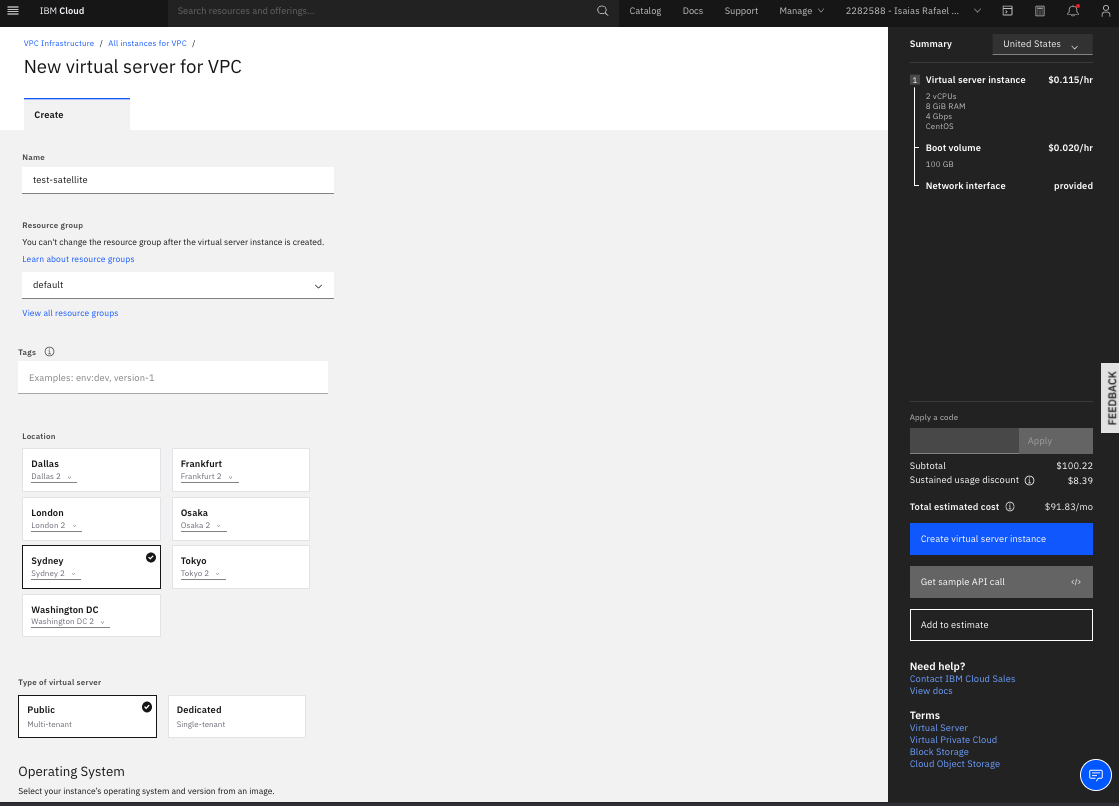 IBM Cloud
Search resources and offerings...
Catalog
Docs
Support
Manage
2282588 - Isaias Rafael ...
VPC Infrastructure / All instances for VPC /
New virtual server for VPC
Create
Name
test-satellite
Resource group
You can't change the resource group after the virtual server instance is created.
Learn about resource groups
default
View all resource groups
Tags
Examples: env:dev, version-1
Location
Dallas
Dallas 2
Frankfurt
Frankfurt 2
London
London 2
Osaka
Osaka 2
Sydney
Sydney 2
Tokyo
Tokyo 2
Washington DC
Washington DC 2
Type of virtual server
Public
Multi-tenant
Dedicated
Single-tenant
Operating System
Select your instance's operating system and version from an image.
Summary
United States
1 Virtual server instance $0.115/hr
2 vCPUs
8 GiB RAM
4 Gbps
CentOS
Boot volume $0.020/hr
100 GB
Network interface provided
FEEDBACK
Apply a code
Apply
Subtotal $100.22
Sustained usage discount $8.39
Total estimated cost $91.83/mo
Create virtual server instance
Get sample API call </>
Add to estimate
Need help?
Contact IBM Cloud Sales
View docs
Terms
Virtual Server
Virtual Private Cloud
Block Storage
Cloud Object Storage